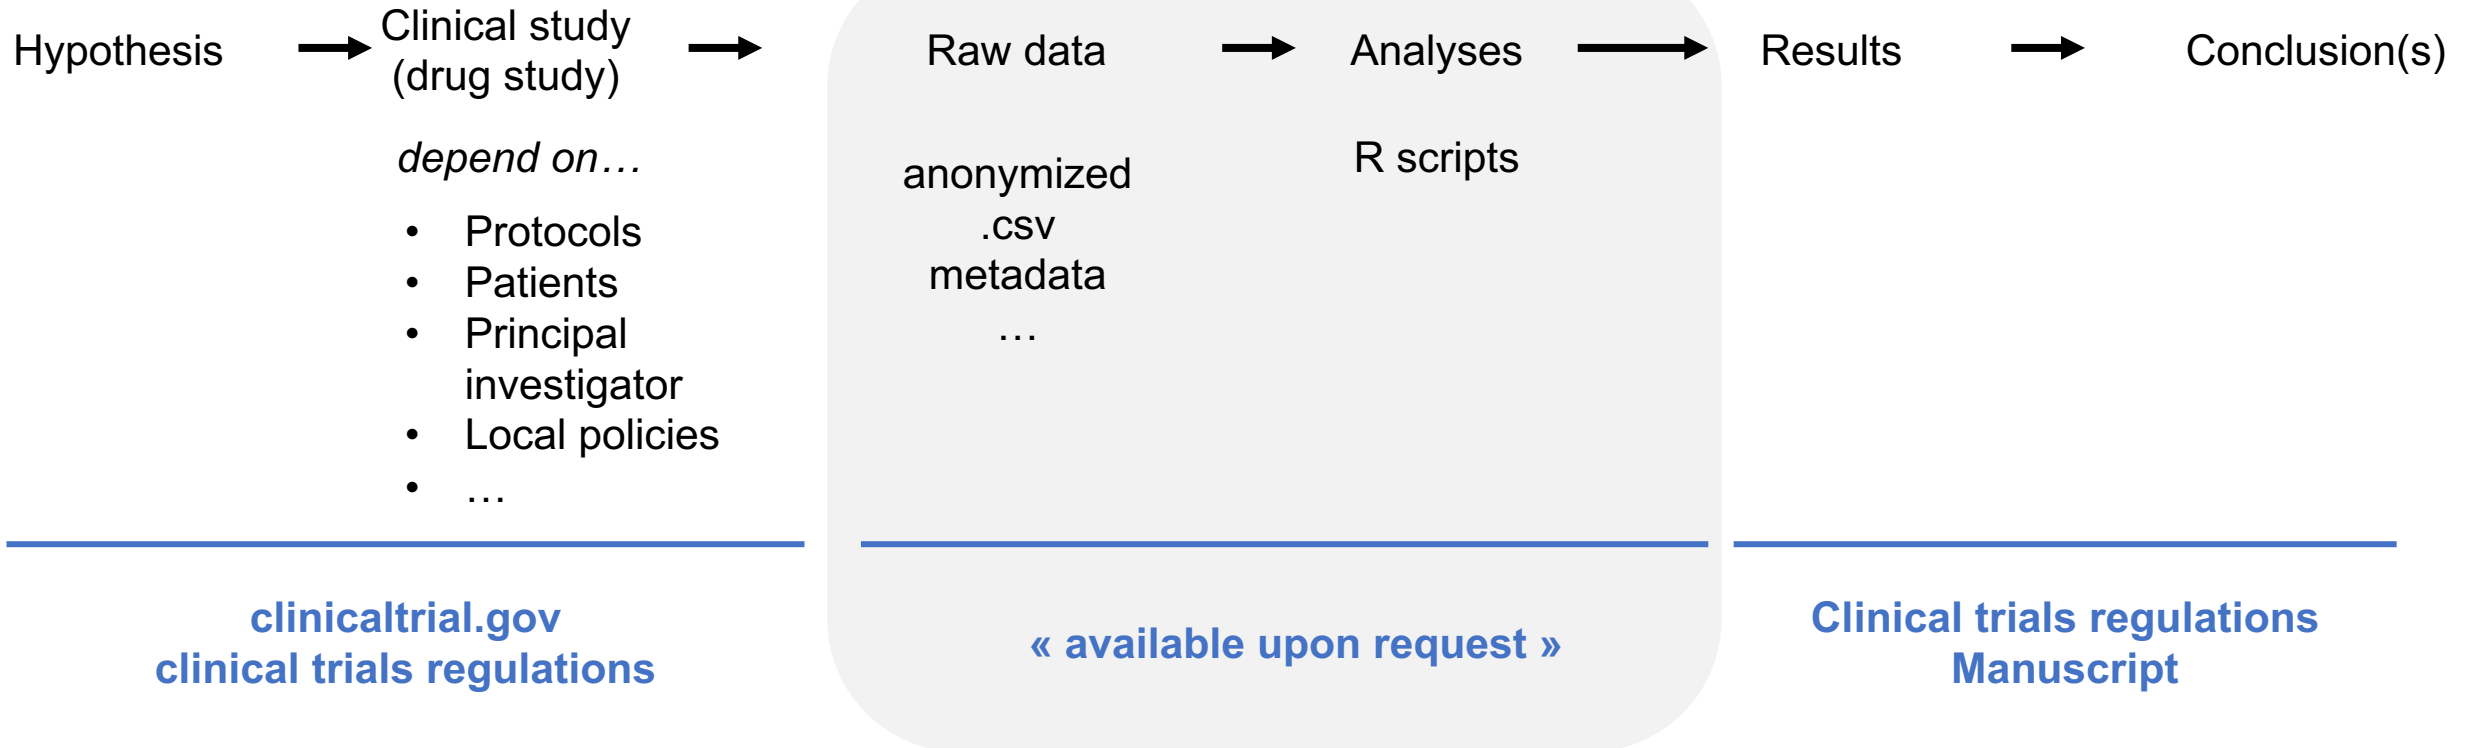 Hypothesis
Clinical study
(drug study)
Raw data
Analyses
Results
Conclusion(s)
depend on…
• Protocols
• Patients
• Principal
investigator
• Local policies
• …
anonymized
.csv
metadata
…
R scripts
clinicaltrial.gov
clinical trials regulations
« available upon request »
Clinical trials regulations
Manuscript